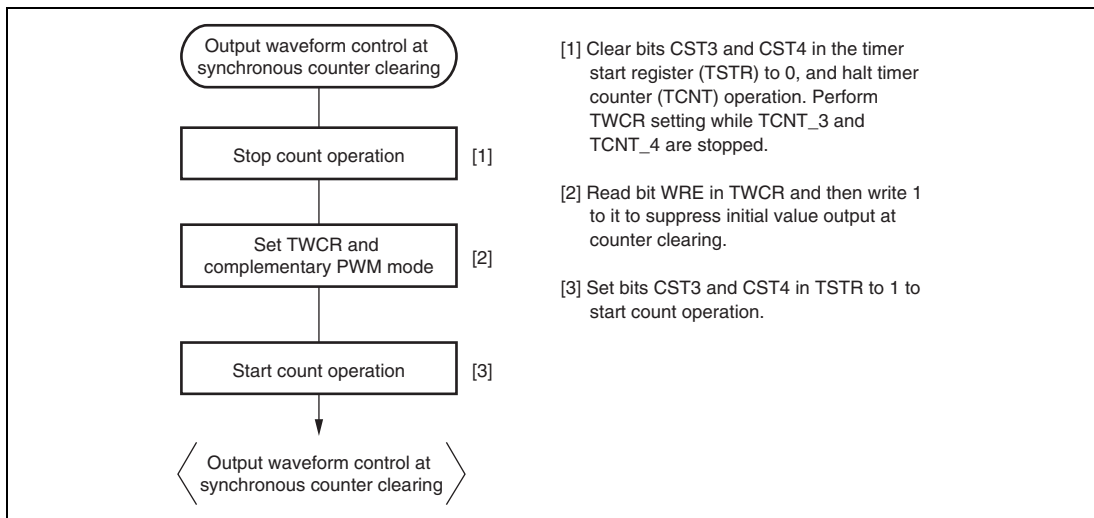 Output waveform control at
synchronous counter clearing
Stop count operation
[1]
Set TWCR and
complementary PWM mode
[2]
Start count operation
[3]
Output waveform control at
synchronous counter clearing
[1] Clear bits CST3 and CST4 in the timer
start register (TSTR) to 0, and halt timer
counter (TCNT) operation. Perform
TWCR setting while TCNT_3 and
TCNT_4 are stopped.
[2] Read bit WRE in TWCR and then write 1
to it to suppress initial value output at
counter clearing.
[3] Set bits CST3 and CST4 in TSTR to 1 to
start count operation.